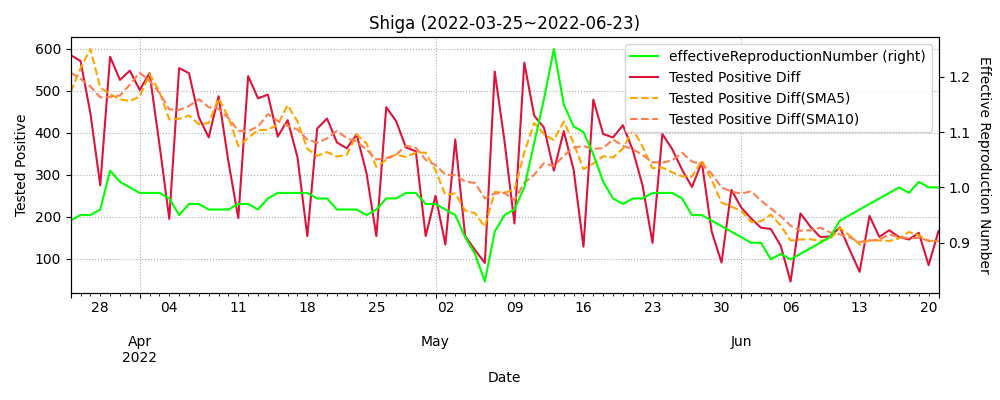 Shiga (2022-03-25~2022-06-23)
600
500
400
300
200
100
Tested Positive
effectiveReproductionNumber (right)
Tested Positive Diff
Tested Positive Diff(SMA5)
Tested Positive Diff(SMA10)
1.2
1.1
1.0
0.9
Effective Reproduction Number
28 04 11 18 25 02 09 16 23 30 06 13 20
Apr May Jun
2022
Date